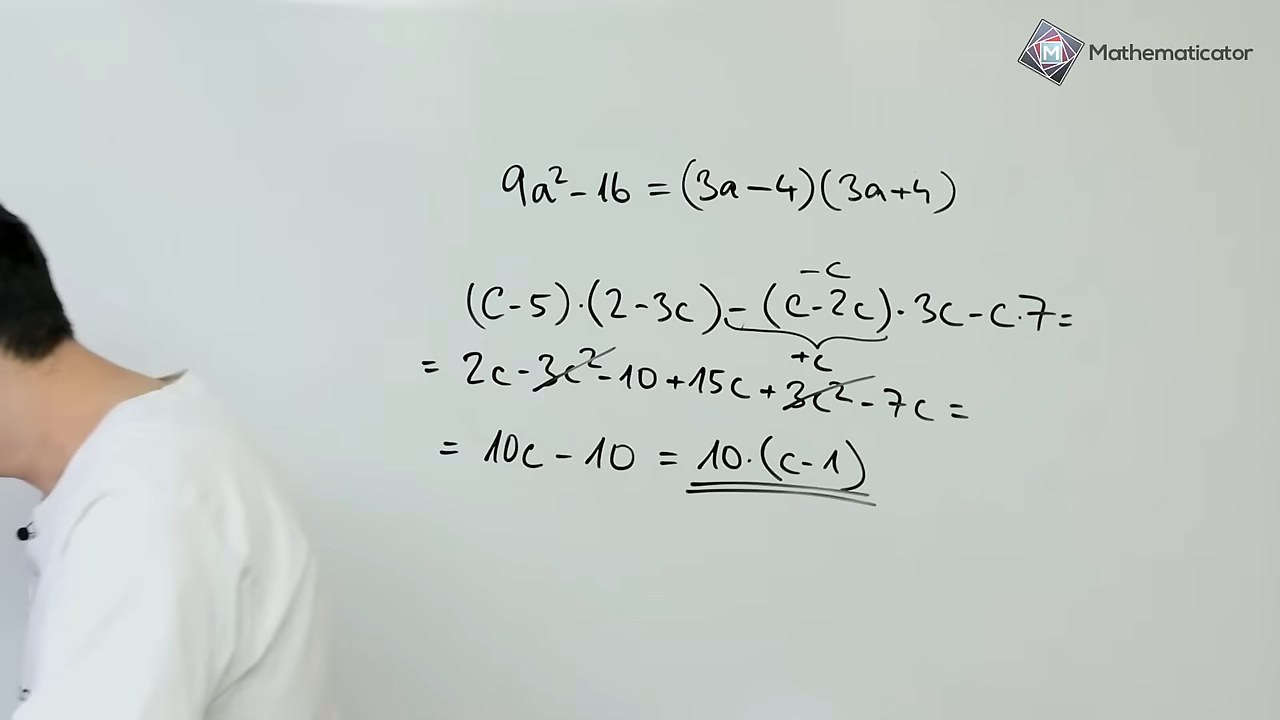 Mathematicator
9a² - 16 = (3a - 4)(3a + 4)
-c
(c - 5) · (2 - 3c) - (c - 2c) · 3c - c · 7 =
+c
= 2c - 3c² - 10 + 15c + 3c² - 7c =
= 10c - 10 = 10 · (c - 1)